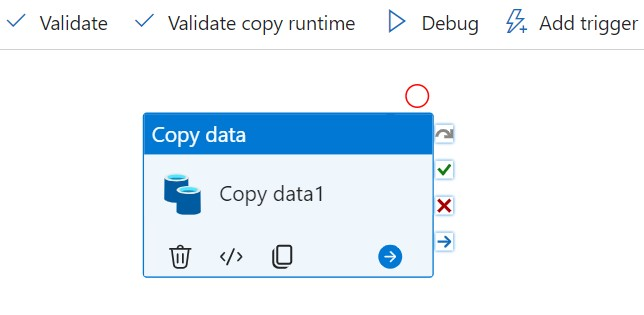 Validate Validate copy runtime Debug Add trigger
Copy data
Copy data1